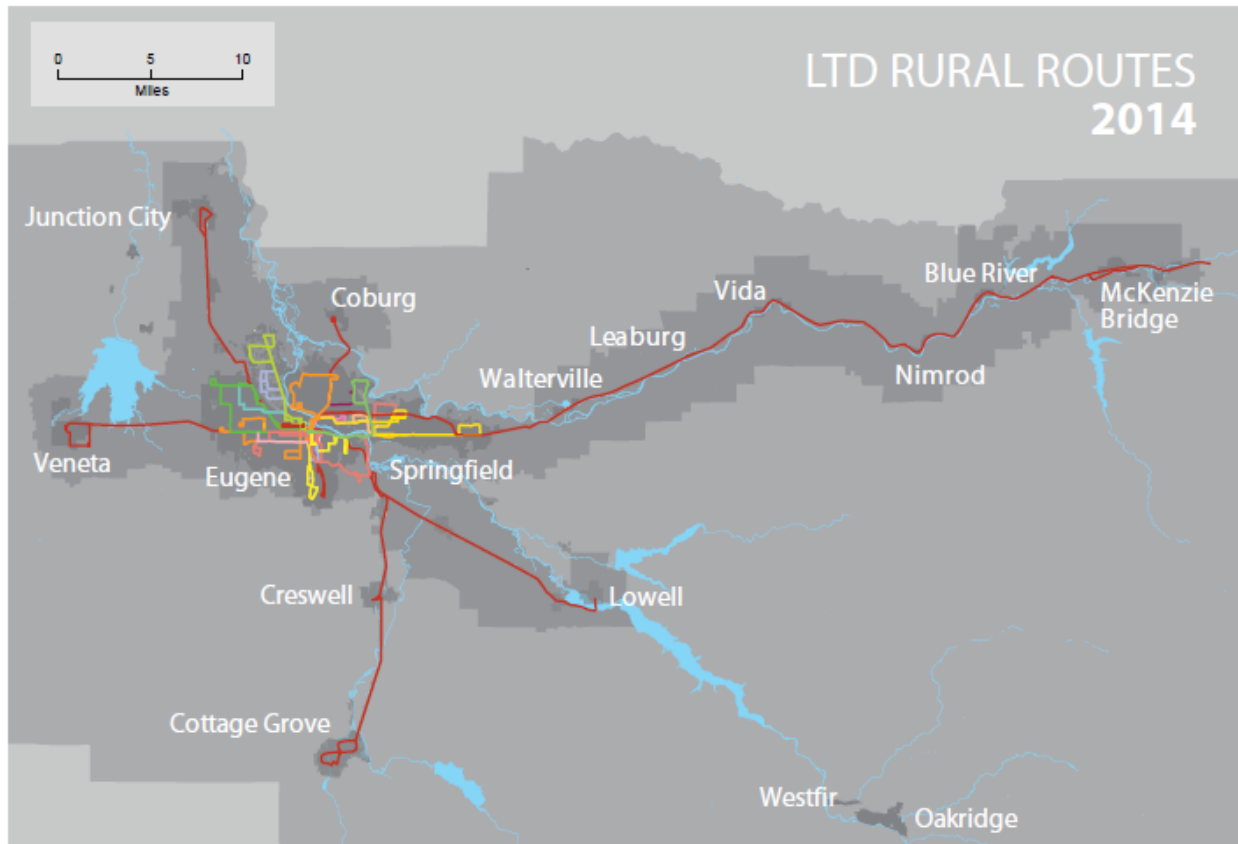 0 5 10
Miles
LTD RURAL ROUTES
2014
Junction City
Coburg
Blue River
McKenzie
Bridge
Vida
Leaburg
Nimrod
Walterville
Veneta
Eugene
Springfield
Creswell
Lowell
Cottage Grove
Westfir
Oakridge